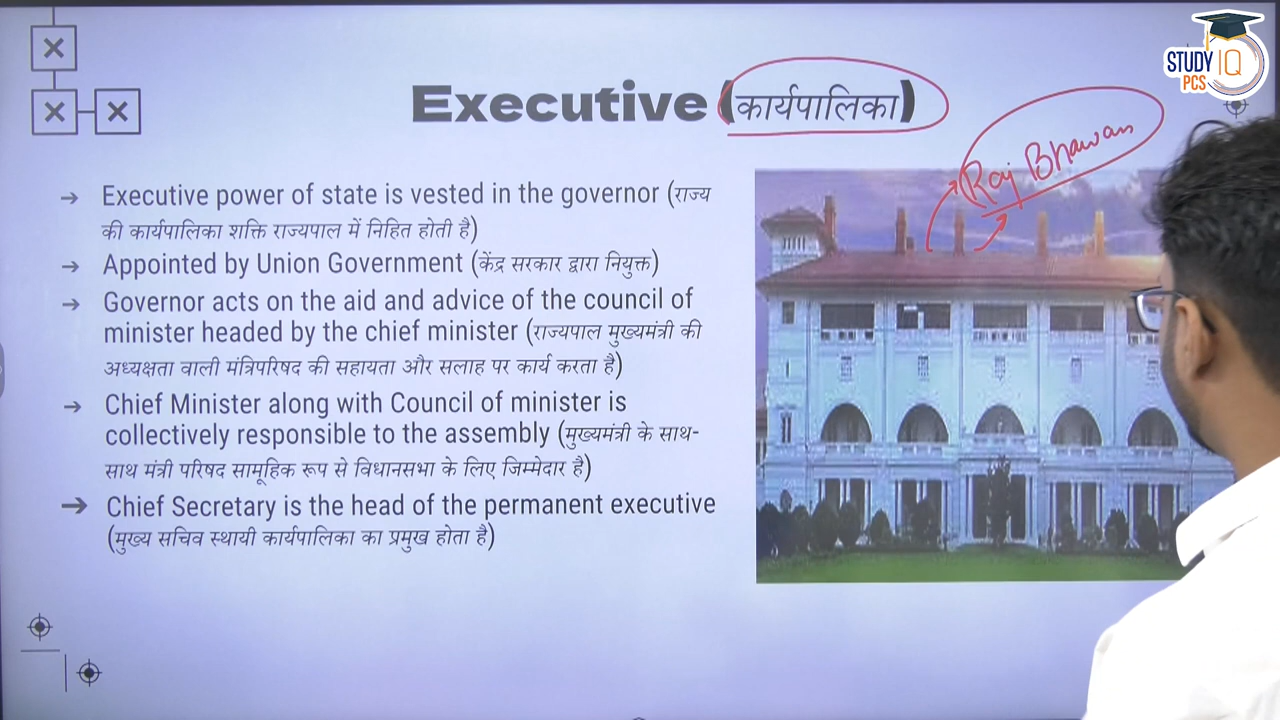 STUDY IQ
PCS
Executive (कार्यपालिका)
Raj Bhawan
→ Executive power of state is vested in the governor (राज्य
की कार्यपालिका शक्ति राज्यपाल में निहित होती है)
→ Appointed by Union Government (केंद्र सरकार द्वारा नियुक्त)
→ Governor acts on the aid and advice of the council of
minister headed by the chief minister (राज्यपाल मुख्यमंत्री की
अध्यक्षता वाली मंत्रिपरिषद की सहायता और सलाह पर कार्य करता है)
→ Chief Minister along with Council of minister is
collectively responsible to the assembly (मुख्यमंत्री के साथ-
साथ मंत्री परिषद सामूहिक रूप से विधानसभा के लिए जिम्मेदार है)
→ Chief Secretary is the head of the permanent executive
(मुख्य सचिव स्थायी कार्यपालिका का प्रमुख होता है)